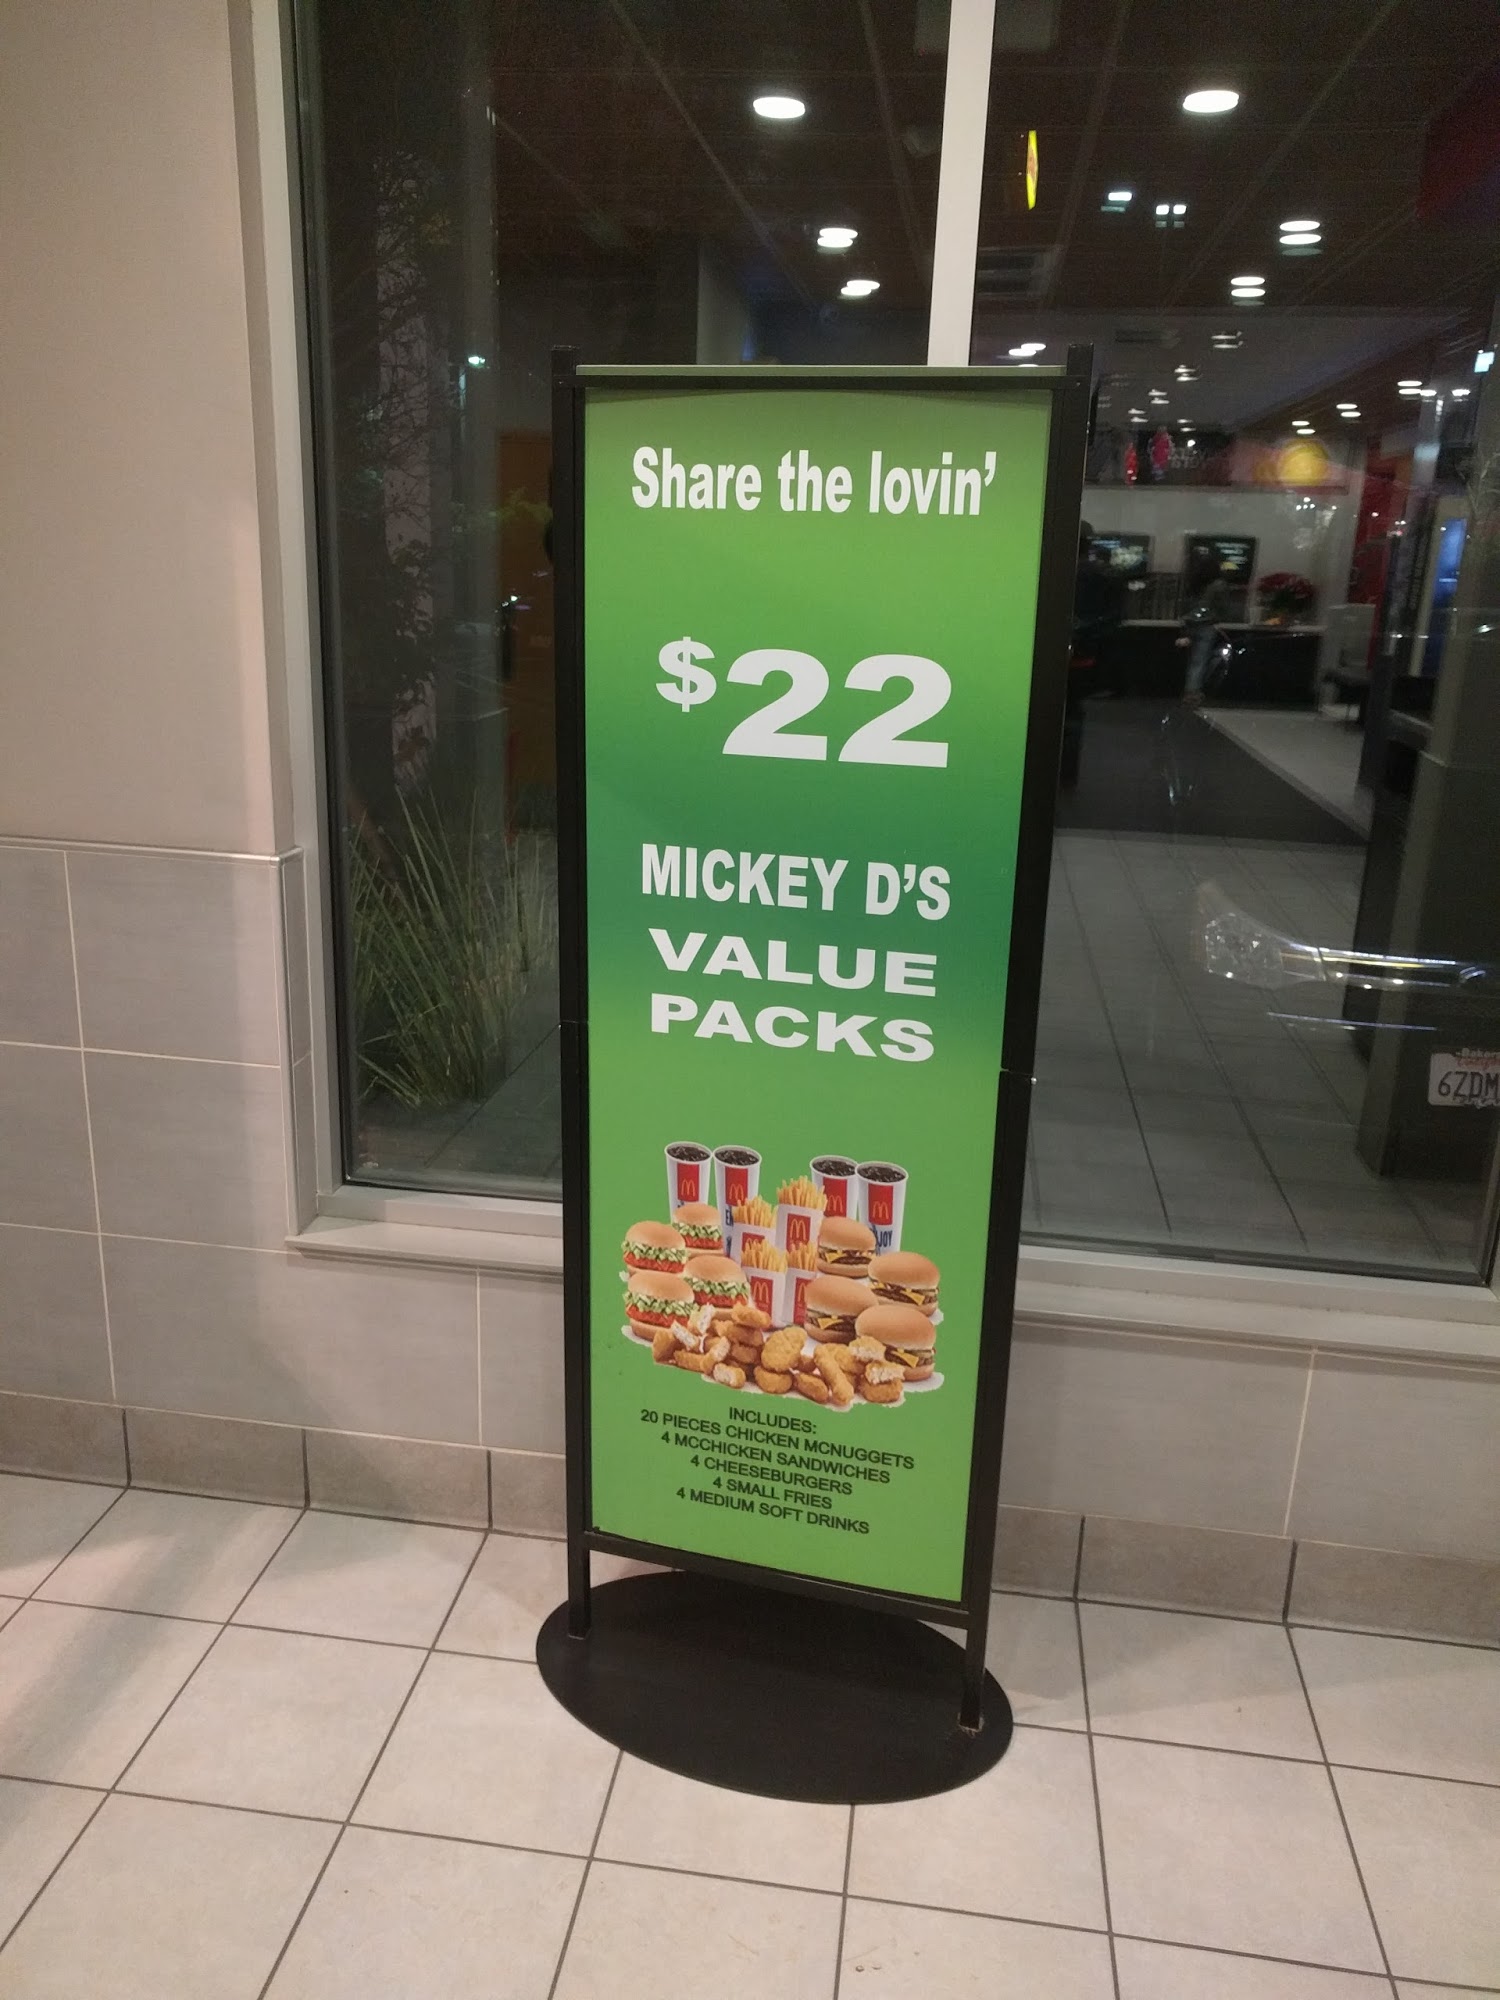 Share the lovin'
$22
MICKEY D'S
VALUE
PACKS
INCLUDES:
20 PIECES CHICKEN MCNUGGETS
4 MCCHICKEN SANDWICHES
4 CHEESEBURGERS
4 SMALL FRIES
4 MEDIUM SOFT DRINKS
6ZDM